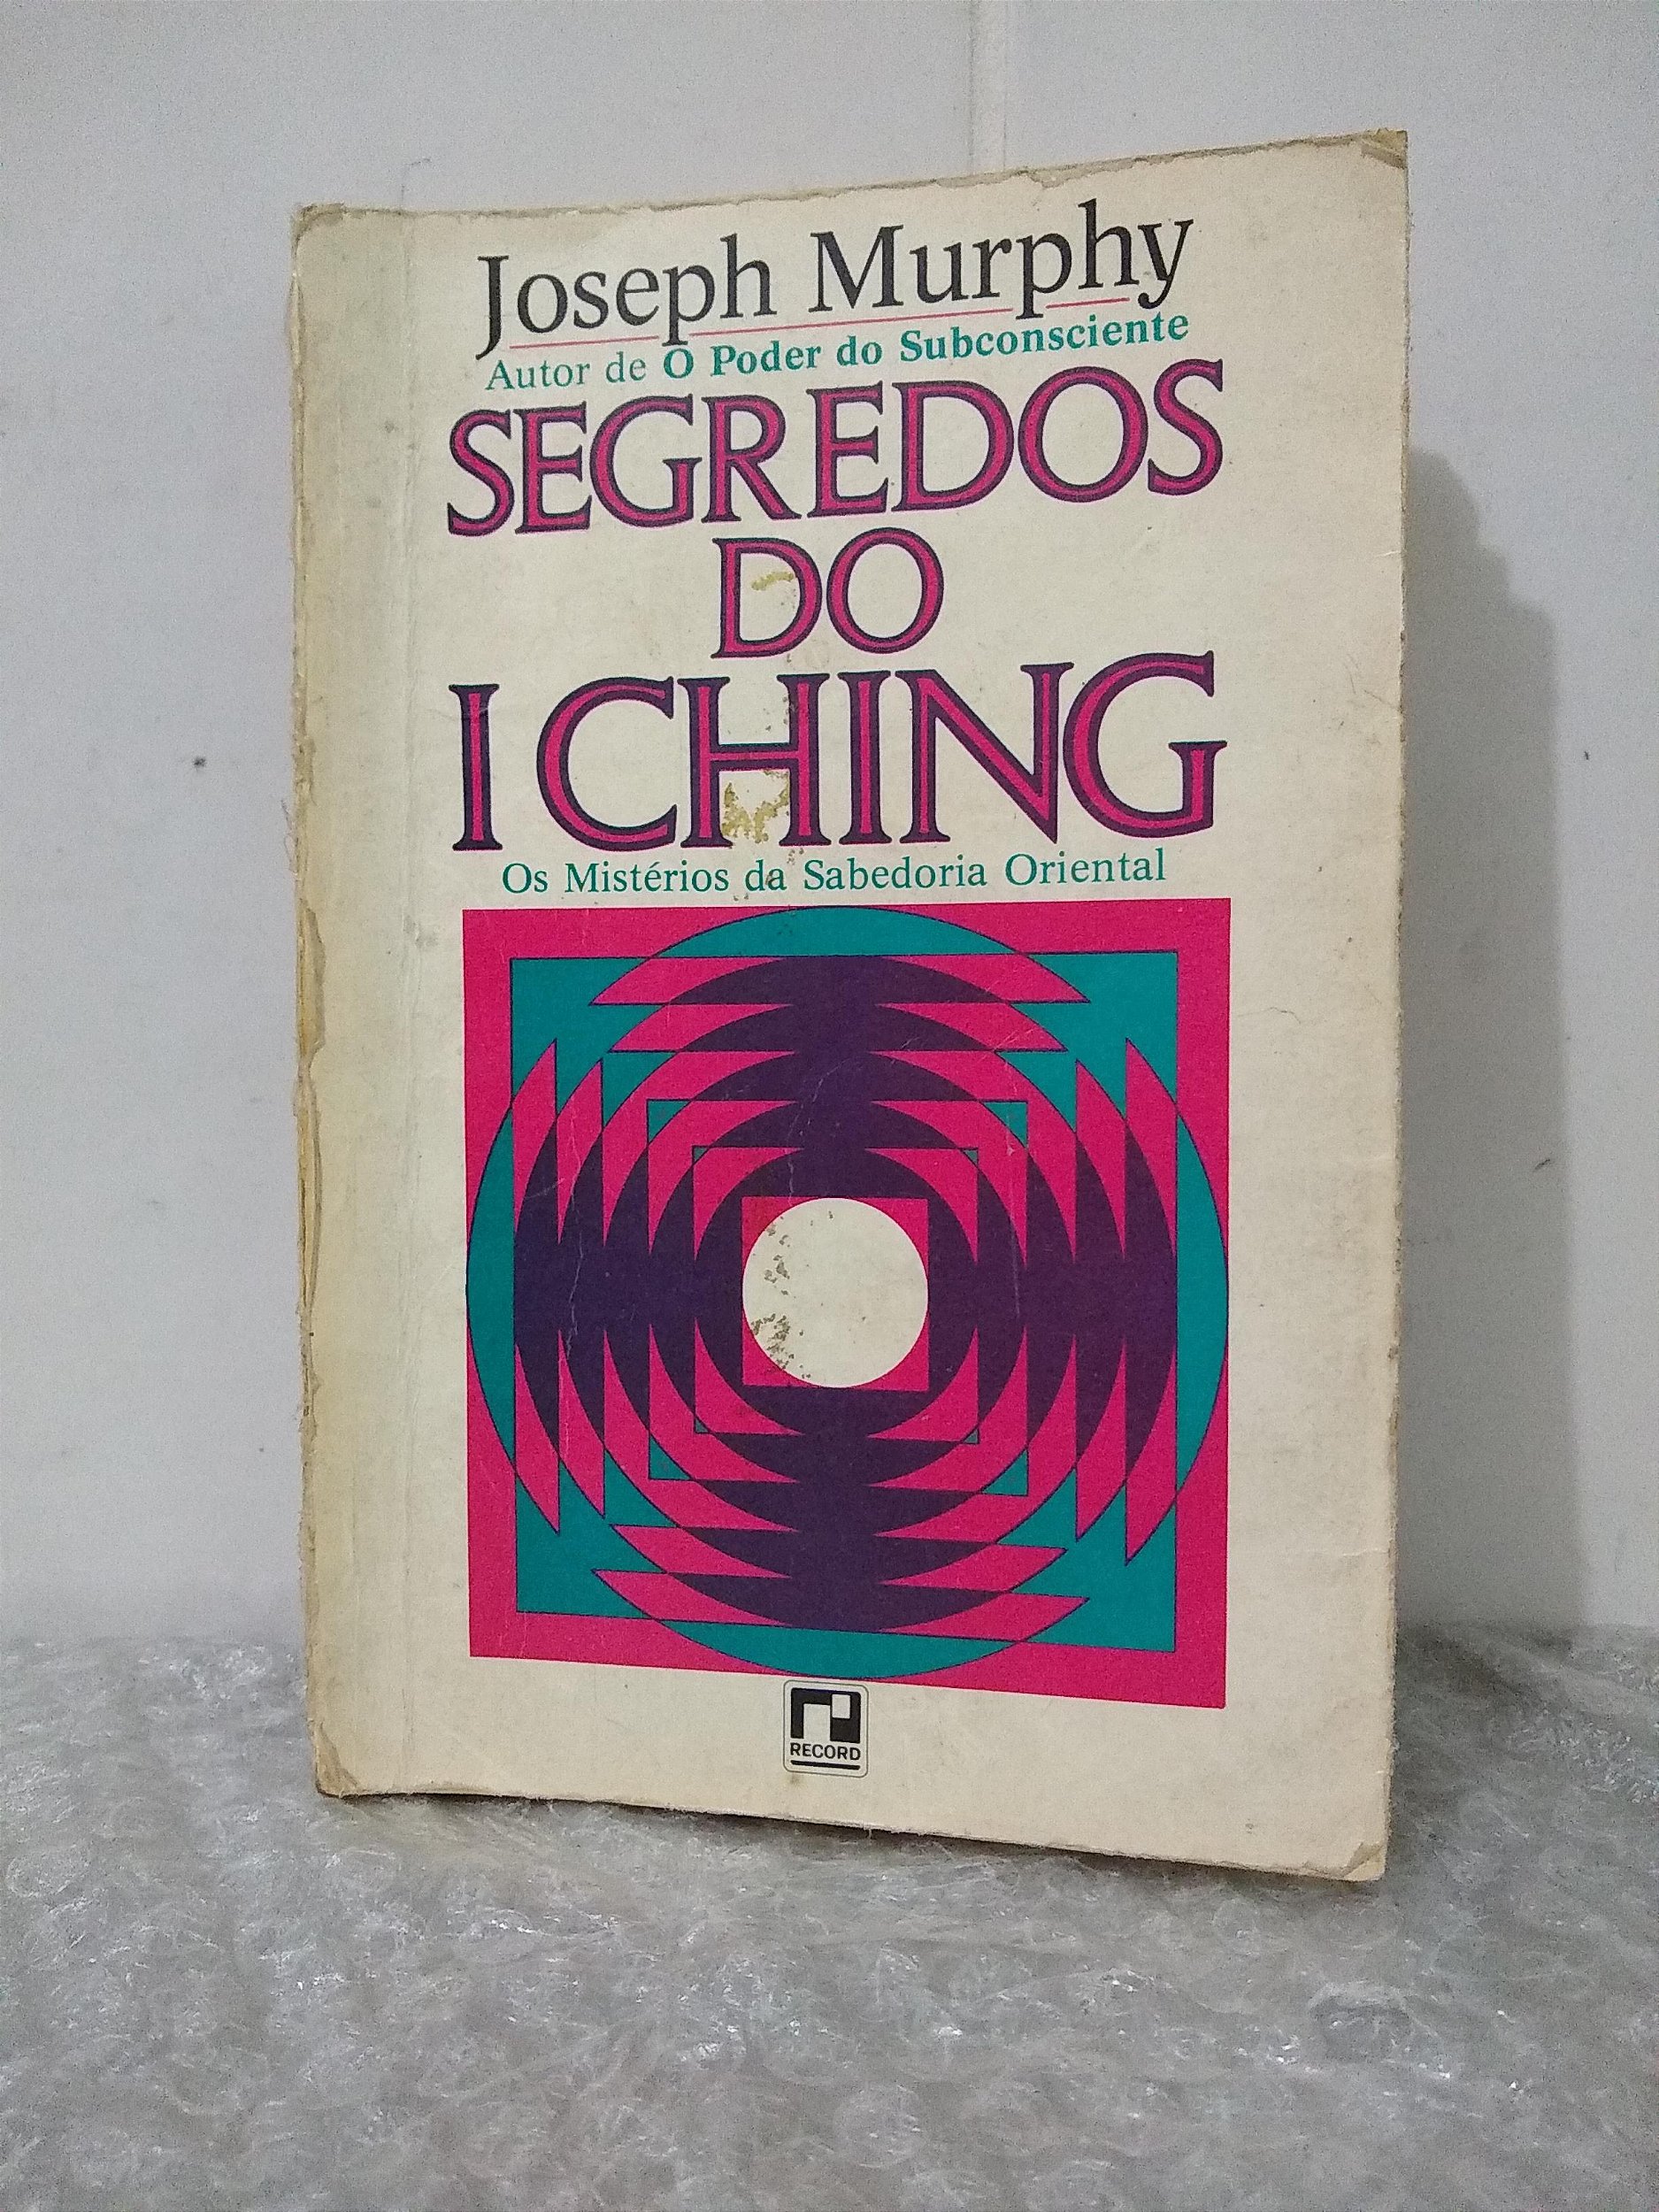 Joseph Murphy
Autor de O Poder do Subconsciente
SEGREDOS
DO
I CHING
Os Mistérios da Sabedoria Oriental
RECORD